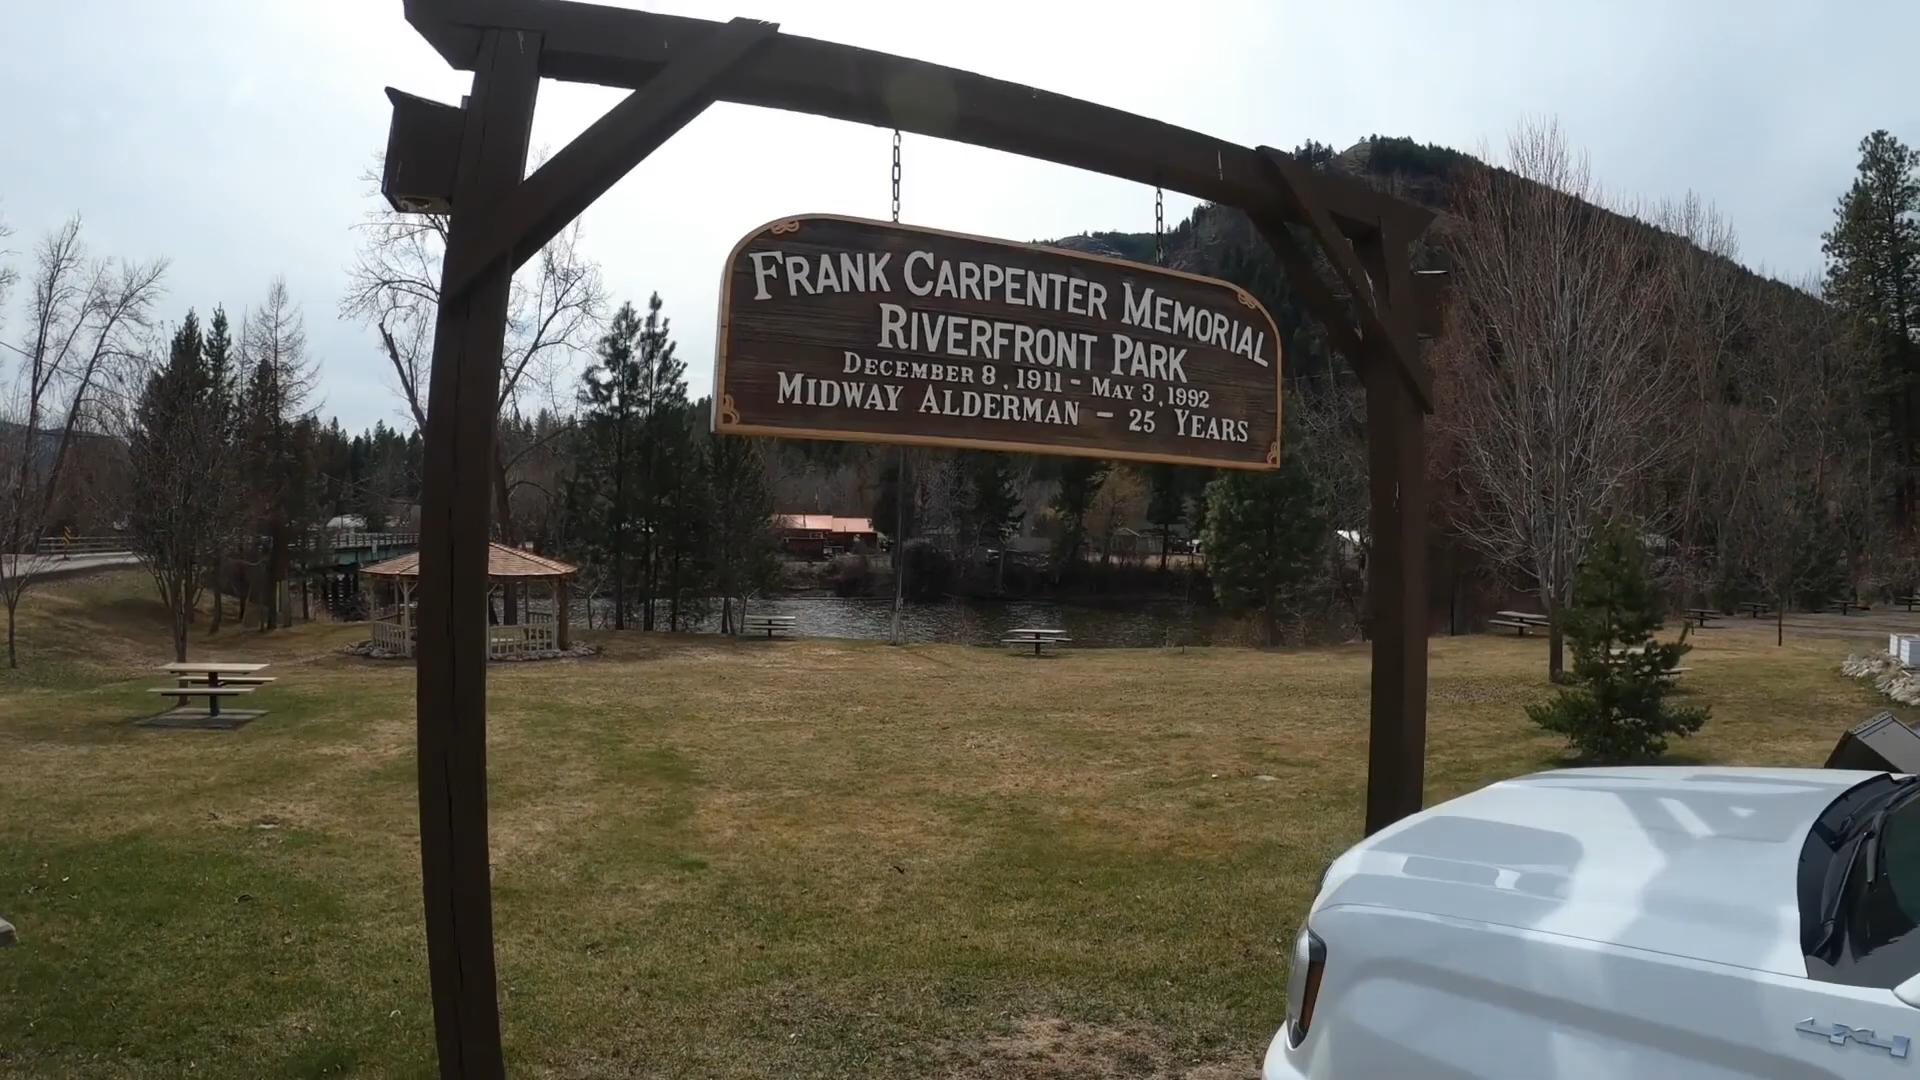 FRANK CARPENTER MEMORIAL
RIVERFRONT PARK
DECEMBER 8, 1911 - MAY 3, 1992
MIDWAY ALDERMAN - 25 YEARS
4X4